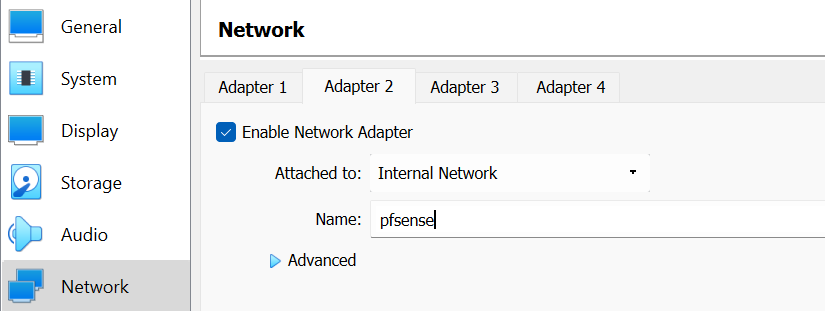 General
System
Display
Storage
Audio
Network
Network
Adapter 1 Adapter 2 Adapter 3 Adapter 4
Enable Network Adapter
Attached to: Internal Network
Name: pfsense
Advanced